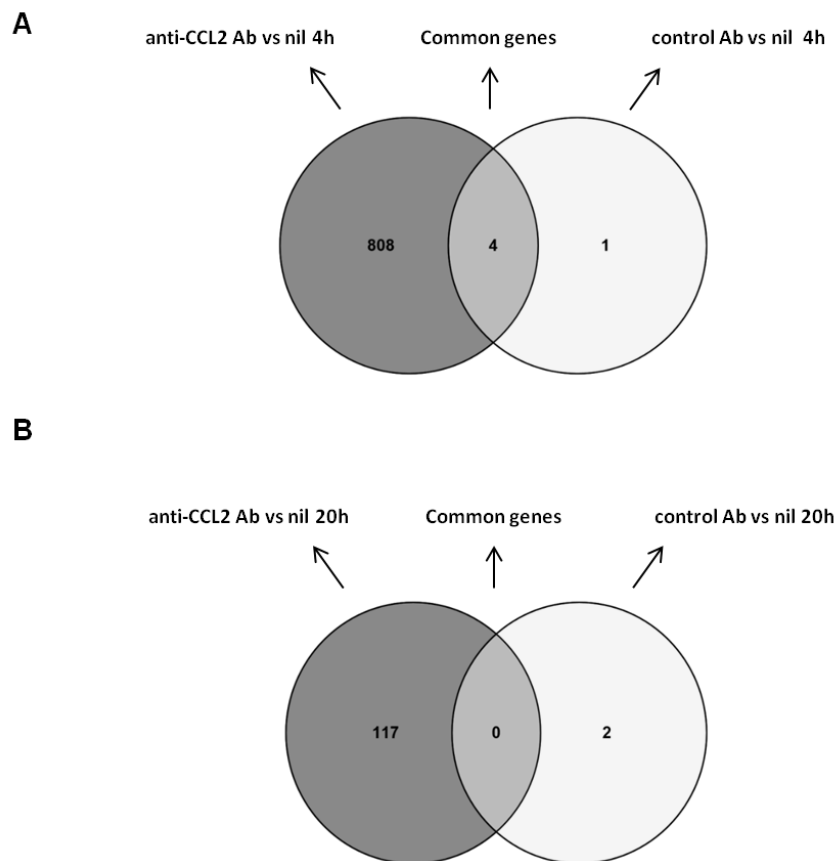 A
anti-CCL2 Ab vs nil 4h Common genes control Ab vs nil 4h
808 4 1
B
anti-CCL2 Ab vs nil 20h Common genes control Ab vs nil 20h
117 0 2